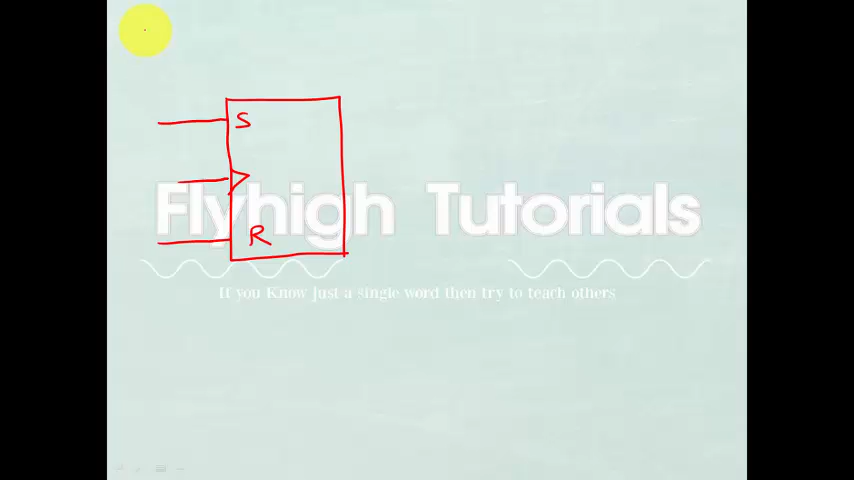 S
R
Flyhigh Tutorials
If you Know just a single word then try to teach others